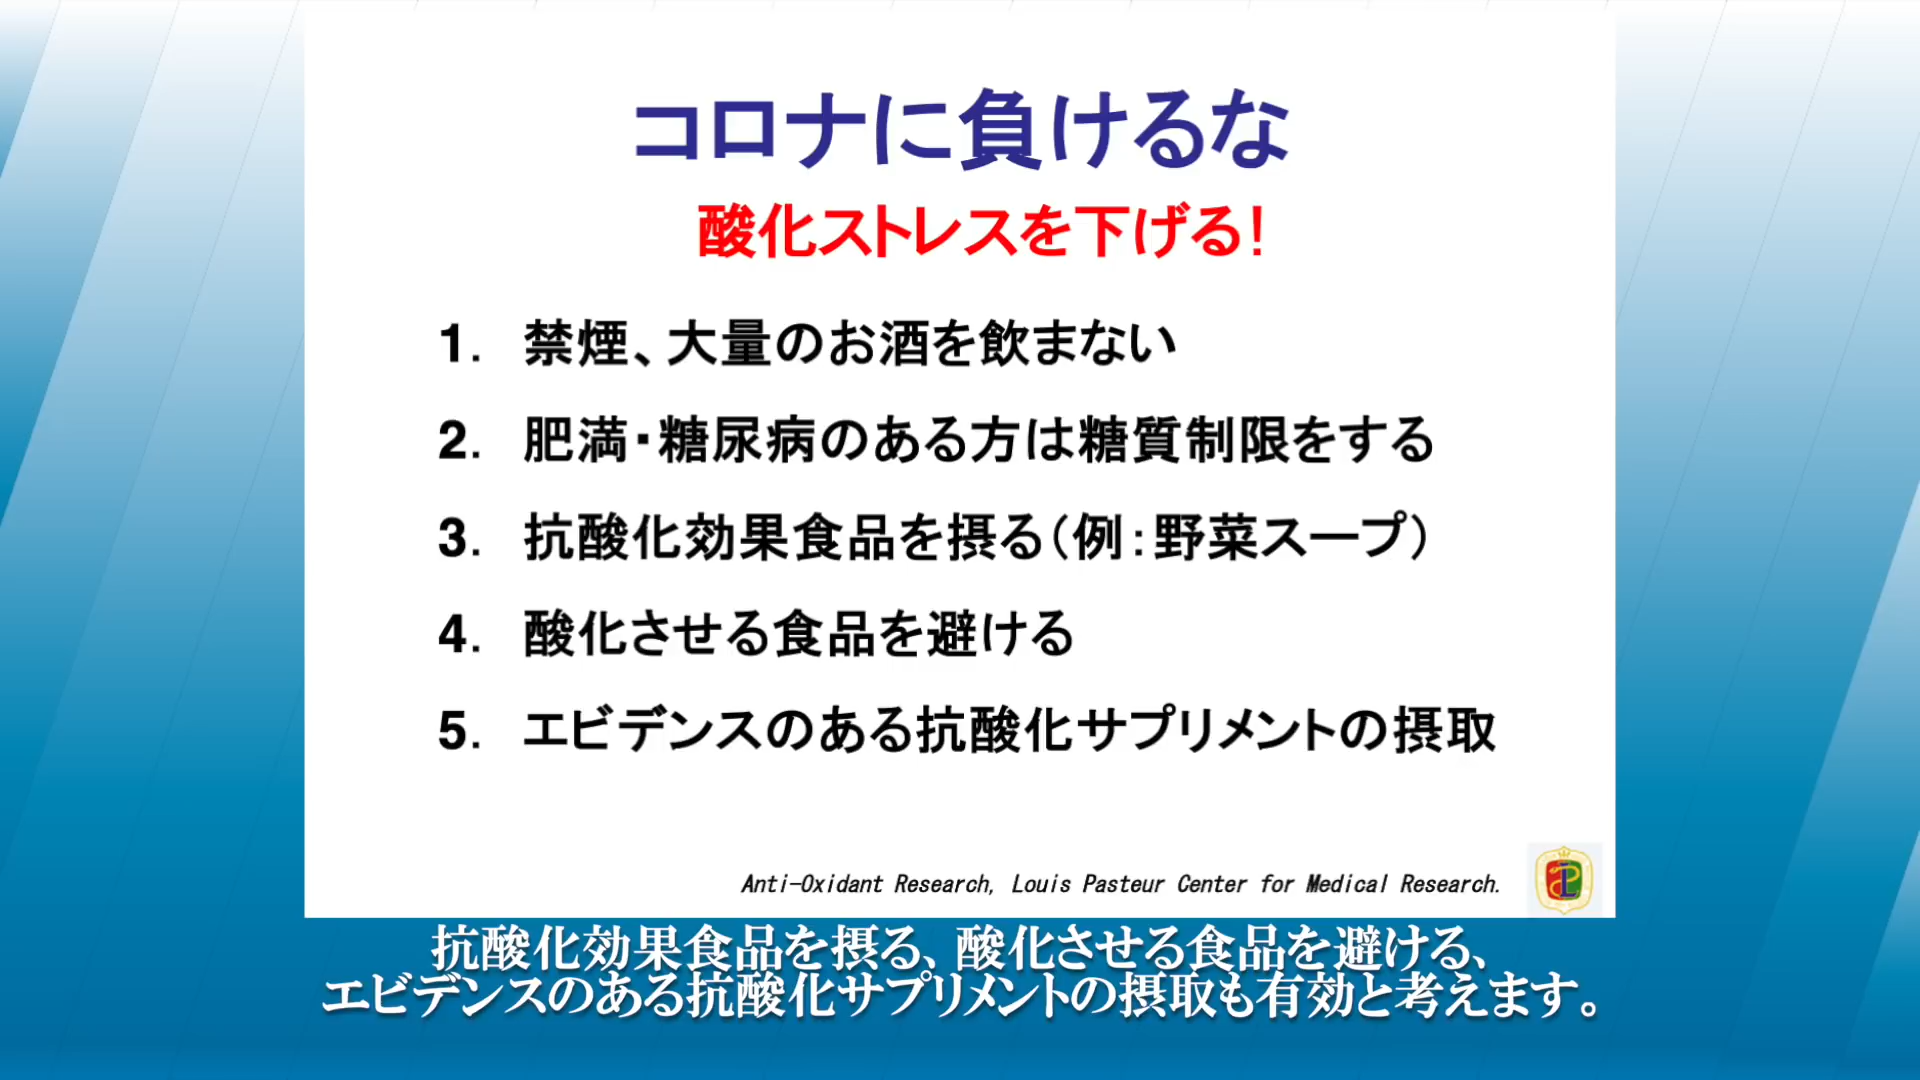 コロナに負けるな
酸化ストレスを下げる!
1. 禁煙、大量のお酒を飲まない
2. 肥満・糖尿病のある方は糖質制限をする
3. 抗酸化効果食品を摂る(例:野菜スープ)
4. 酸化させる食品を避ける
5. エビデンスのある抗酸化サプリメントの摂取
Anti-Oxidant Research, Louis Pasteur Center for Medical Research.
抗酸化効果食品を摂る、酸化させる食品を避ける、
エビデンスのある抗酸化サプリメントの摂取も有効と考えます。